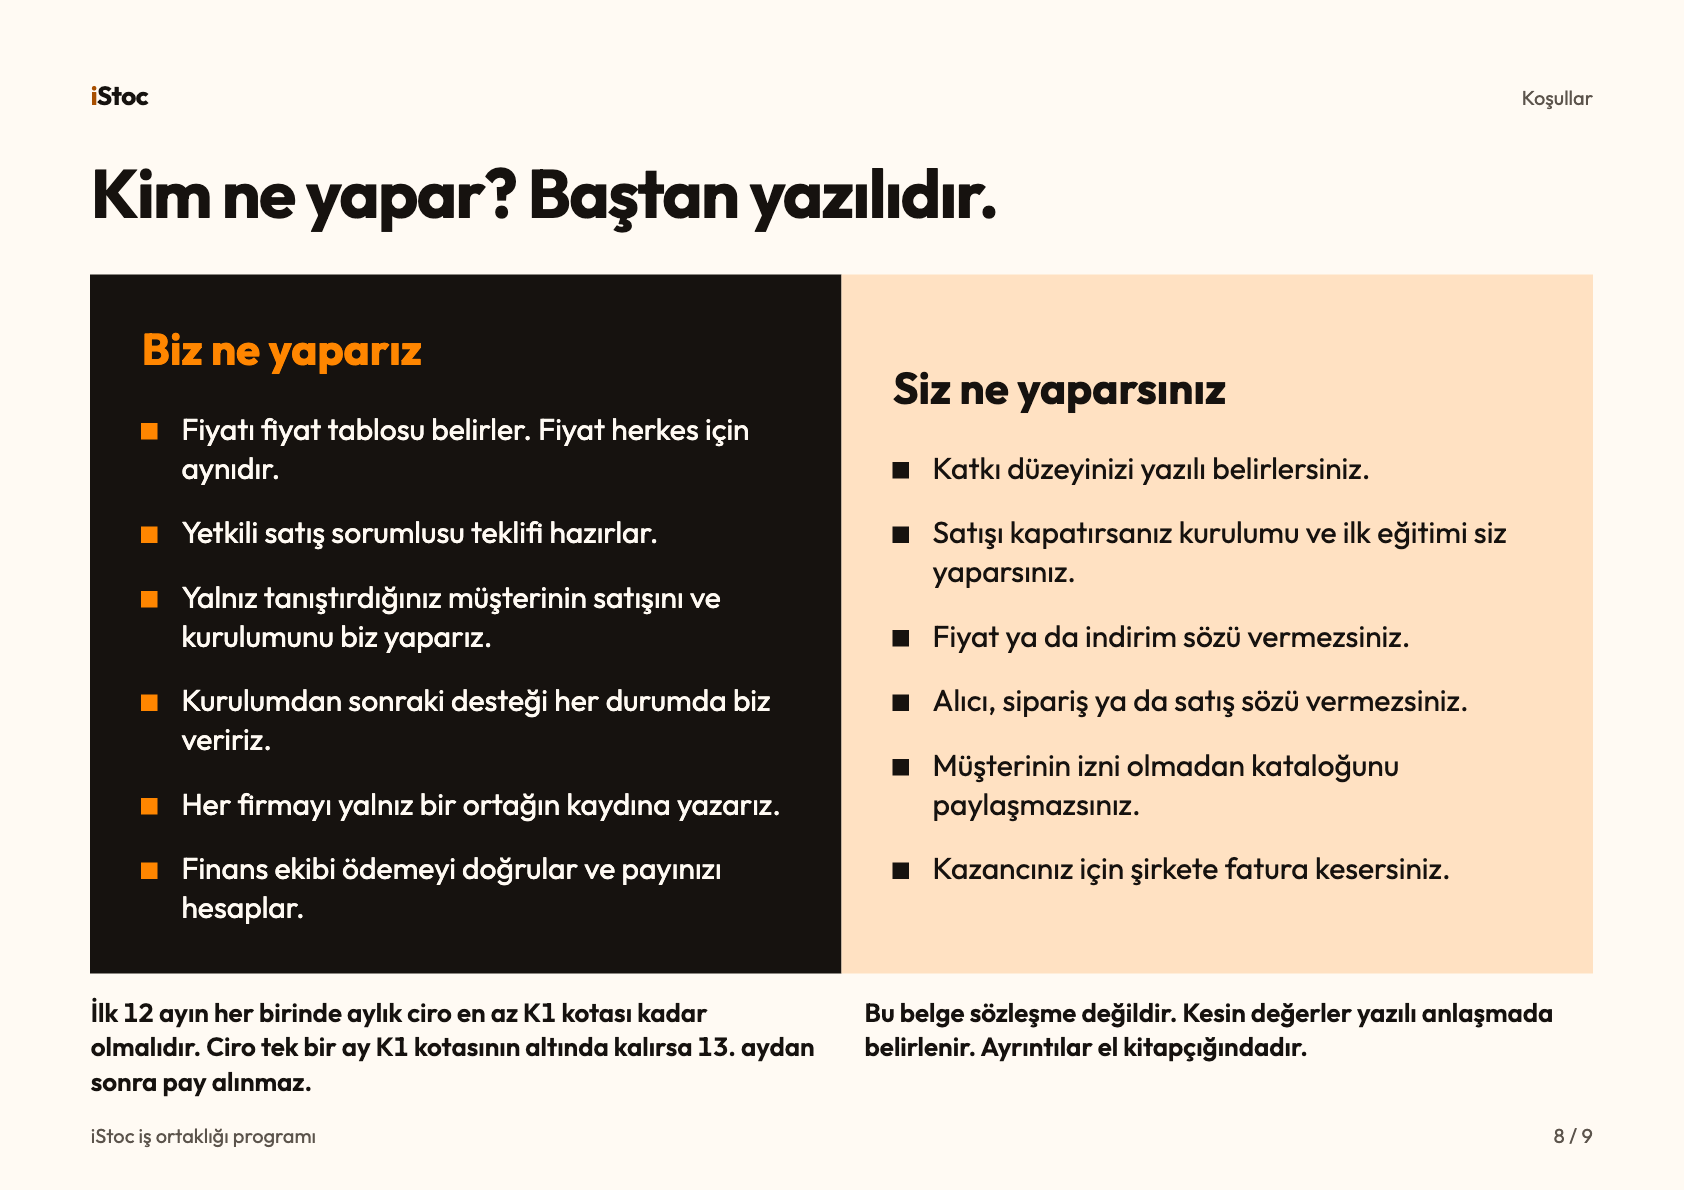 iStoc
Koşullar
Kim ne yapar? Baştan yazılıdır.
Biz ne yaparız
Fiyatı fiyat tablosu belirler. Fiyat herkes için
aynıdır.
Yetkili satış sorumlusu teklifi hazırlar.
Yalnız tanıştırdığınız müşterinin satışını ve
kurulumunu biz yaparız.
Kurulumdan sonraki desteği her durumda biz
veririz.
Her firmayı yalnız bir ortağın kaydına yazarız.
Finans ekibi ödemeyi doğrular ve payınızı
hesaplar.
Siz ne yaparsınız
Katkı düzeyinizi yazılı belirlersiniz.
Satışı kapatırsanız kurulumu ve ilk eğitimi siz
yaparsınız.
Fiyat ya da indirim sözü vermezsiniz.
Alıcı, sipariş ya da satış sözü vermezsiniz.
Müşterinin izni olmadan kataloğunu
paylaşmazsınız.
Kazancınız için şirkete fatura kesersiniz.
İlk 12 ayın her birinde aylık ciro en az K1 kotası kadar
olmalıdır. Ciro tek bir ay K1 kotasının altında kalırsa 13. aydan
sonra pay alınmaz.
Bu belge sözleşme değildir. Kesin değerler yazılı anlaşmada
belirlenir. Ayrıntılar el kitapçığındadır.
iStoc iş ortaklığı programı
8 / 9